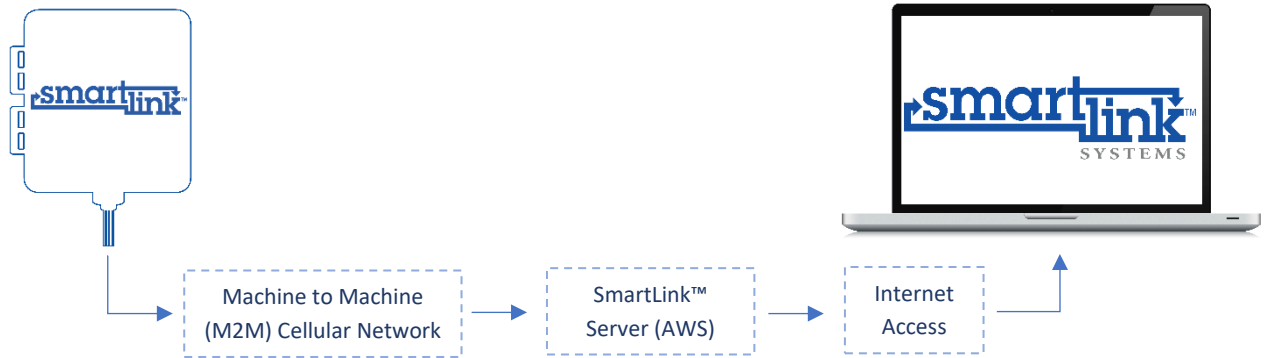 smartlink™
smartlink™
SYSTEMS
Machine to Machine
(M2M) Cellular Network
SmartLink™
Server (AWS)
Internet
Access